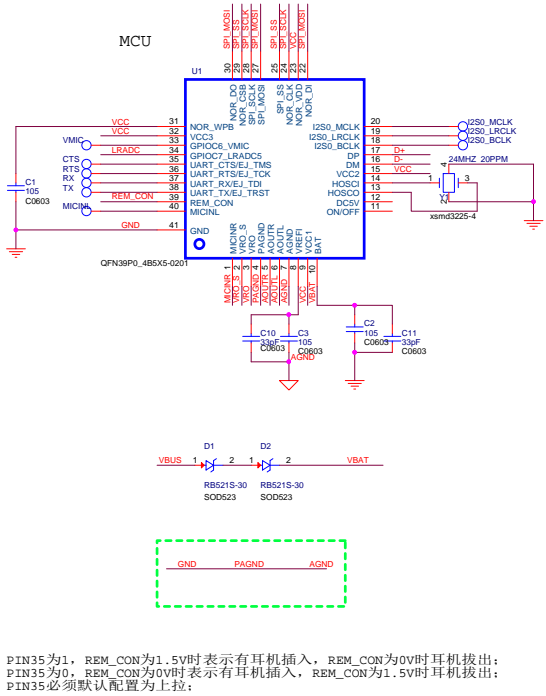 SPI_MOSI
SPI_SS
SPI_SCLK
SPI_MOSI
SPI_SS
SPI_SCLK
VCC
SPI_MOSI
MCU
30
29
28
27
25
24
23
22
U1
NOR_DO
NOR_CSB
SPI_SCLK
SPI_MOSI
SPI_SS
NOR_CLK
NOR_VDD
NOR_DI
VCC 31 NOR_WPB
VCC 32 VCC3
VMIC 33 GPIOC6_VMIC
LRADC 34 GPIOC7_LRADC5
CTS 35 UART_CTS/EJ_TMS
RTS 36 UART_RTS/EJ_TCK
RX 37 UART_RX/EJ_TDI
TX 38 UART_TX/EJ_TRST
REM_CON 39 REM_CON
MICINL 40 MICINL
GND 41 GND
I2S0_MCLK 20 I2S0_MCLK
I2S0_LRCLK 19 I2S0_LRCLK
I2S0_BCLK 18 I2S0_BCLK
DP 17 D+
DM 16 D-
VCC2 15 VCC
HOSCI 14
HOSCO 13
DC5V 12
ON/OFF 11
24MHZ 20PPM
4
1
3
2
xsmd3225-4
C1
105
C0603
QFN39P0_4B5X5-0201
MICINR
VRO_S
VRO
PAGND
AOUTR
AOUTL
AGND
VREFI
VCC1
BAT
1
2
3
4
5
6
7
8
9
10
MICINR
VRO_S
VRO
PAGND
AOUTR
AOUTL
AGND
VCC
VBAT
C10
33pF
C0603
C3
105
C0603
AGND
C2
105
C0603
C11
33pF
C0603
D1
D2
VBUS 1 2 1 2 VBAT
RB521S-30
SOD523
RB521S-30
SOD523
GND PAGND AGND
PIN35为1，REM_CON为1.5V时表示有耳机插入，REM_CON为0V时耳机拔出；
PIN35为0，REM_CON为0V时表示有耳机插入，REM_CON为1.5V时耳机拔出；
PIN35必须默认配置为上拉；